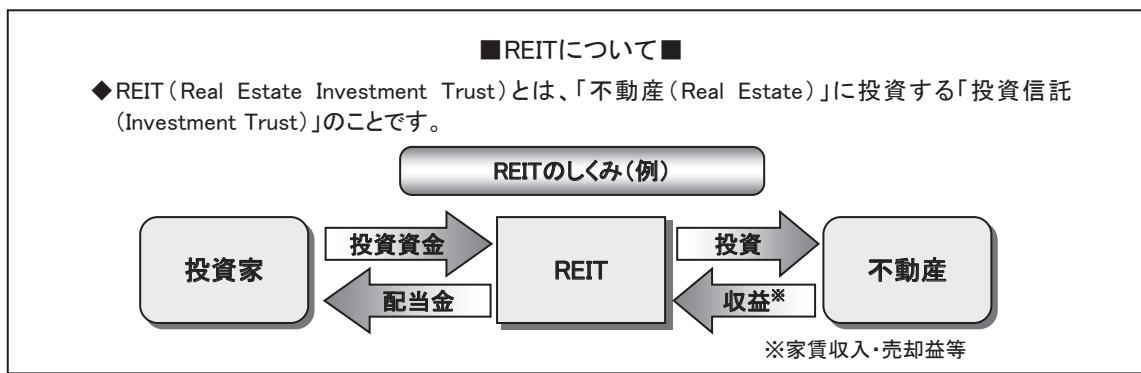 ■REITについて■
◆REIT(Real Estate Investment Trust)とは、「不動産(Real Estate)」に投資する「投資信託
(Investment Trust)」のことです。
REITのしくみ(例)
投資家
投資資金
配当金
REIT
投資
収益※
不動産
※家賃収入・売却益等